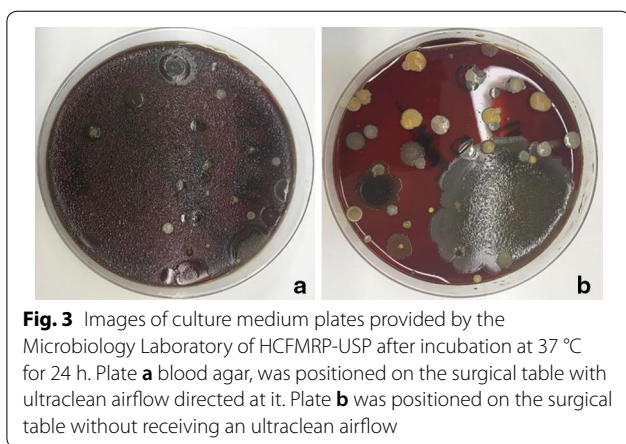 a
b
Fig. 3 Images of culture medium plates provided by the
Microbiology Laboratory of HCFMRP-USP after incubation at 37 °C
for 24 h. Plate a blood agar, was positioned on the surgical table with
ultraclean airflow directed at it. Plate b was positioned on the surgical
table without receiving an ultraclean airflow